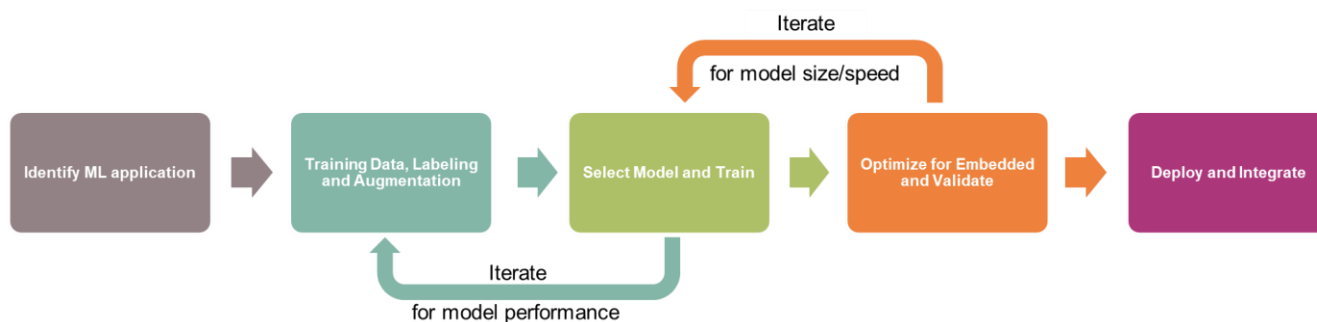 Iterate
for model size/speed
Identify ML application
Training Data, Labeling
and Augmentation
Select Model and Train
Optimize for Embedded
and Validate
Deploy and Integrate
Iterate
for model performance